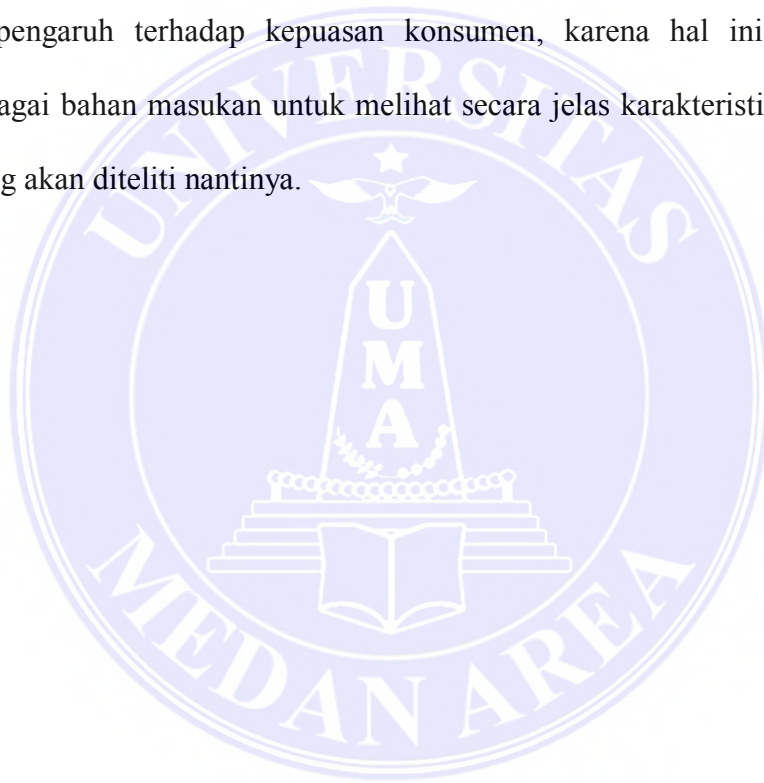 pengaruh terhadap kepuasan konsumen, karena hal ini
bagai bahan masukan untuk melihat secara jelas karakteristi
g akan diteliti nantinya.
UNIVERSITAS
UMA
MEDAN AREA